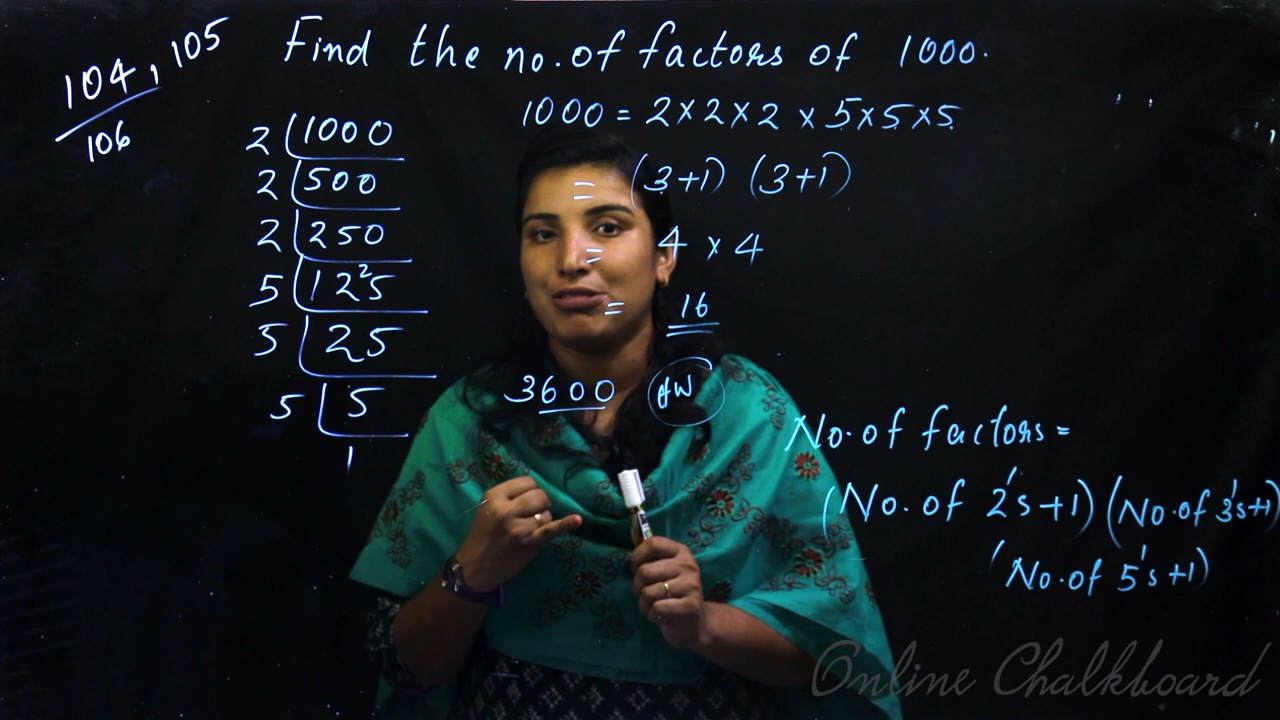 104, 105
106
Find the no. of factors of 1000.
2 1000
2 500
2 250
5 12²5
5 25
5 5
1
1000 = 2×2×2 × 5×5×5
= (3+1) (3+1)
= 4 × 4
= 16
3600 HW
No. of factors =
(No. of 2's+1) (No. of 3's+1)
(No. of 5's+1)
Online Chalkboard